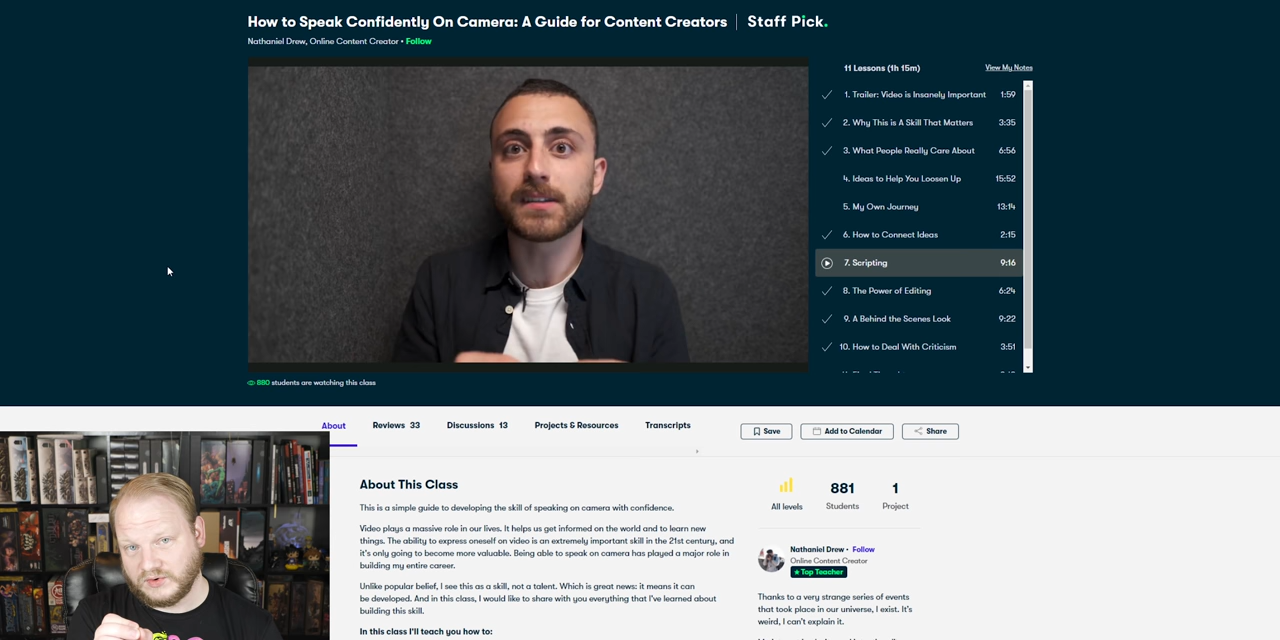 How to Speak Confidently On Camera: A Guide for Content Creators | Staff Pick.
Nathaniel Drew, Online Content Creator • Follow
11 Lessons (1h 15m) View My Notes
1. Trailer: Video is Insanely Important 1:59
2. Why This is A Skill That Matters 3:35
3. What People Really Care About 6:56
4. Ideas to Help You Loosen Up 15:52
5. My Own Journey 13:14
6. How to Connect Ideas 2:15
7. Scripting 9:16
8. The Power of Editing 6:24
9. A Behind the Scenes Look 9:22
10. How to Deal With Criticism 3:51
880 students are watching this class
About Reviews 33 Discussions 13 Projects & Resources Transcripts
Save Add to Calendar Share
About This Class
This is a simple guide to developing the skill of speaking on camera with confidence.
Video plays a massive role in our lives. It helps us get informed on the world and to learn new
things. The ability to express oneself on video is an extremely important skill in the 21st century, and
it's only going to become more valuable. Being able to speak on camera has played a major role in
building my entire career.
Unlike popular belief, I see this as a skill, not a talent. Which is great news: it means it can
be developed. And in this class, I would like to share with you everything that I've learned about
building this skill.
In this class I'll teach you how to:
881 1
All levels Students Project
Nathaniel Drew • Follow
Online Content Creator
Top Teacher
Thanks to a very strange series of events
that took place in our universe, I exist. It's
weird, I can't explain it.